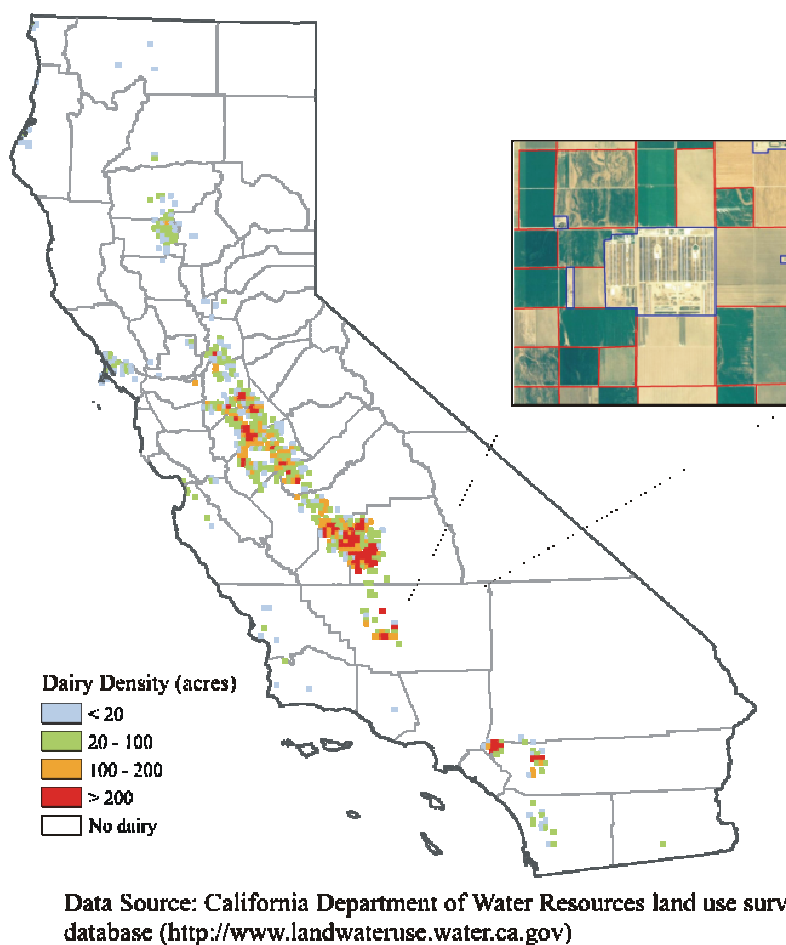 Dairy Density (acres)
< 20
20 - 100
100 - 200
> 200
No dairy
Data Source: California Department of Water Resources land use surv
database (http://www.landwateruse.water.ca.gov)